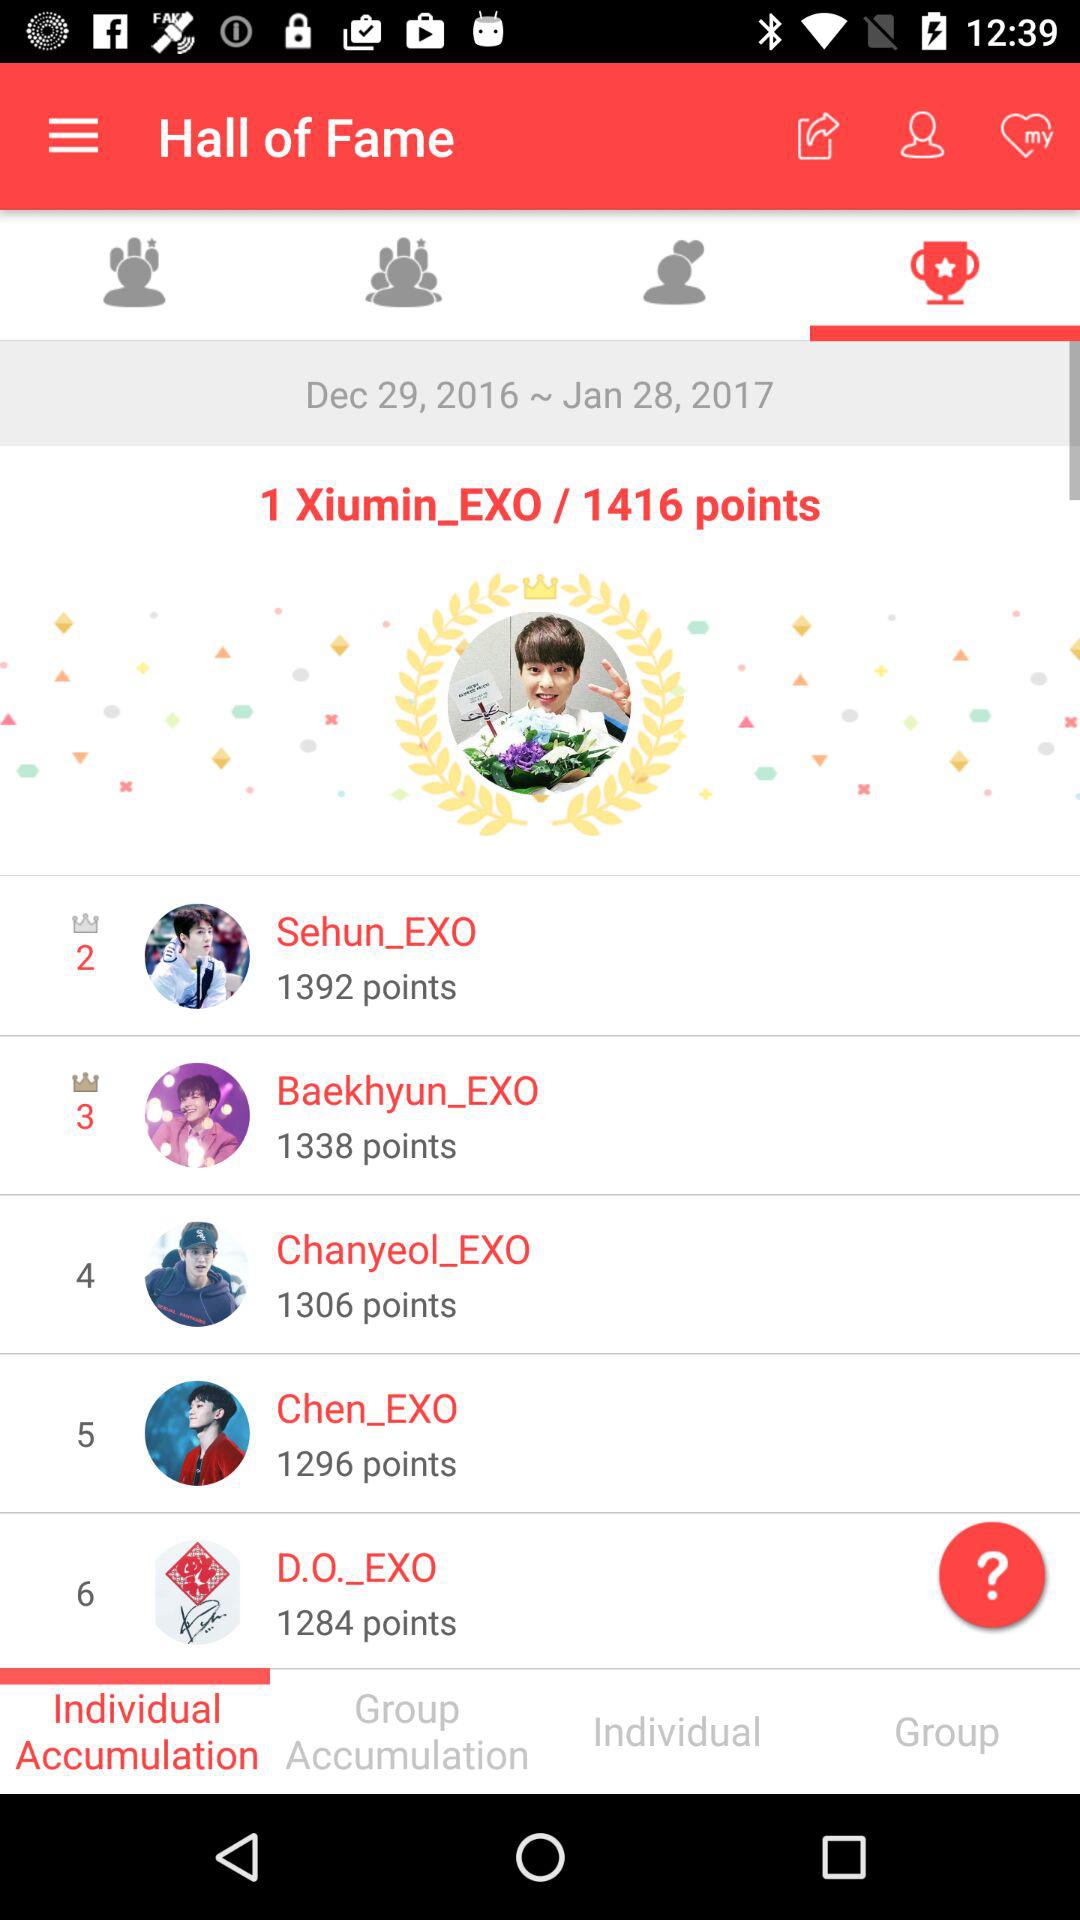 FAKE
12:39
Hall of Fame
my
Dec 29, 2016 ~ Jan 28, 2017
1 Xiumin_EXO / 1416 points
2
Sehun_EXO
1392 points
3
Baekhyun_EXO
1338 points
4
Chanyeol_EXO
1306 points
5
Chen_EXO
1296 points
6
D.O._EXO
1284 points
?
Individual
Accumulation
Group
Accumulation
Individual
Group